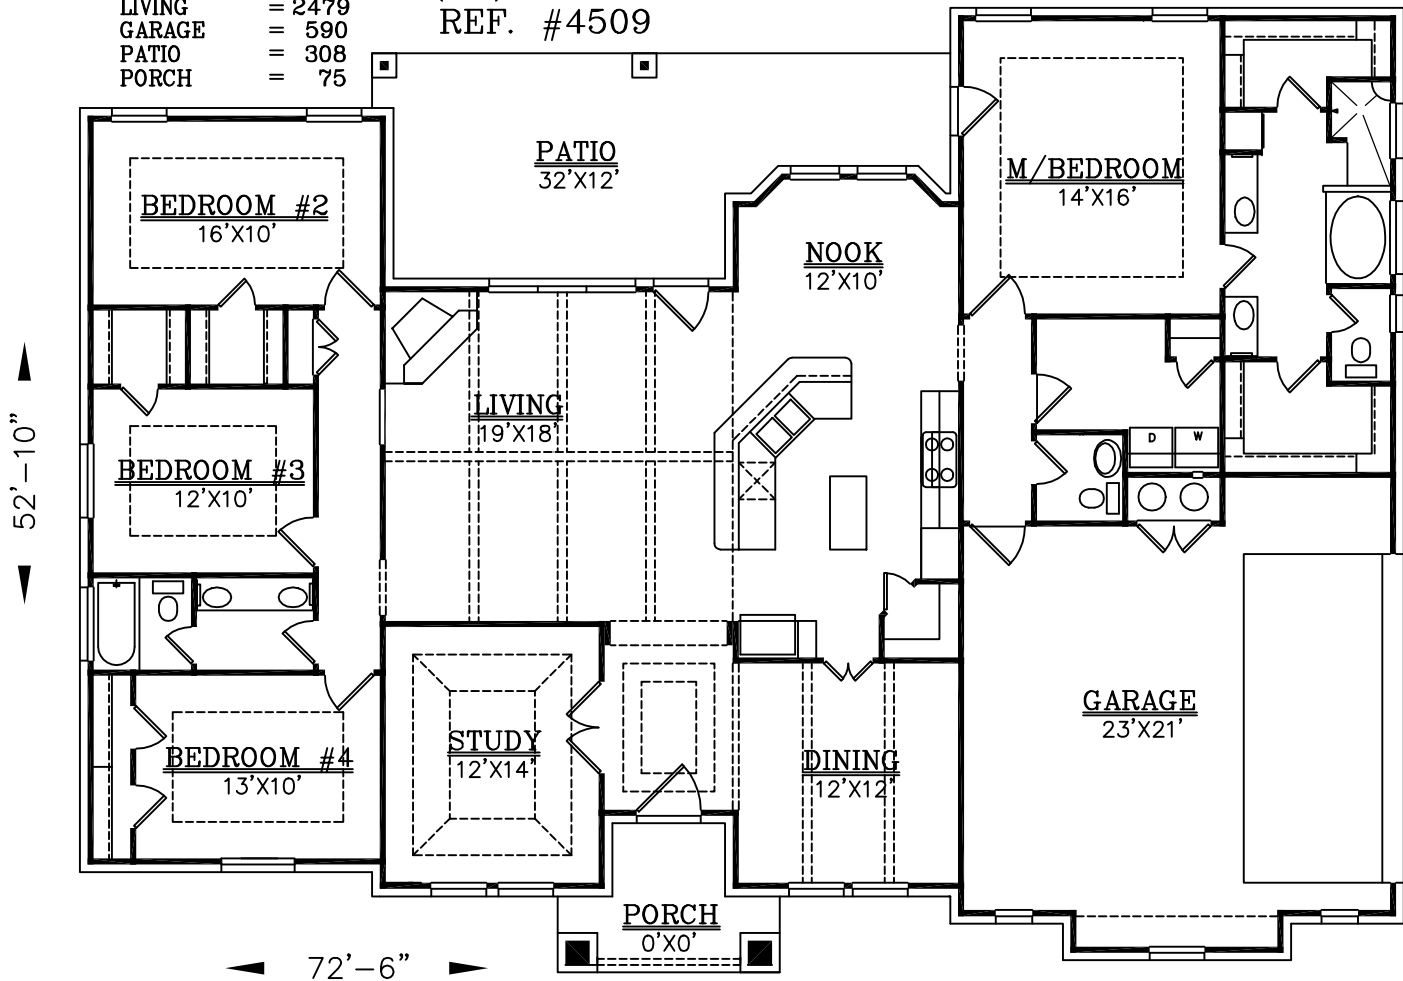 LIVING = 2479
GARAGE = 590
PATIO = 308
PORCH = 75
REF. #4509
PATIO
32'X12'
M/BEDROOM
14'X16'
BEDROOM #2
16'X10'
NOOK
12'X10'
LIVING
19'X18'
D W
BEDROOM #3
12'X10'
52'-10"
GARAGE
23'X21'
STUDY
12'X14'
DINING
12'X12'
BEDROOM #4
13'X10'
PORCH
0'X0'
72'-6"